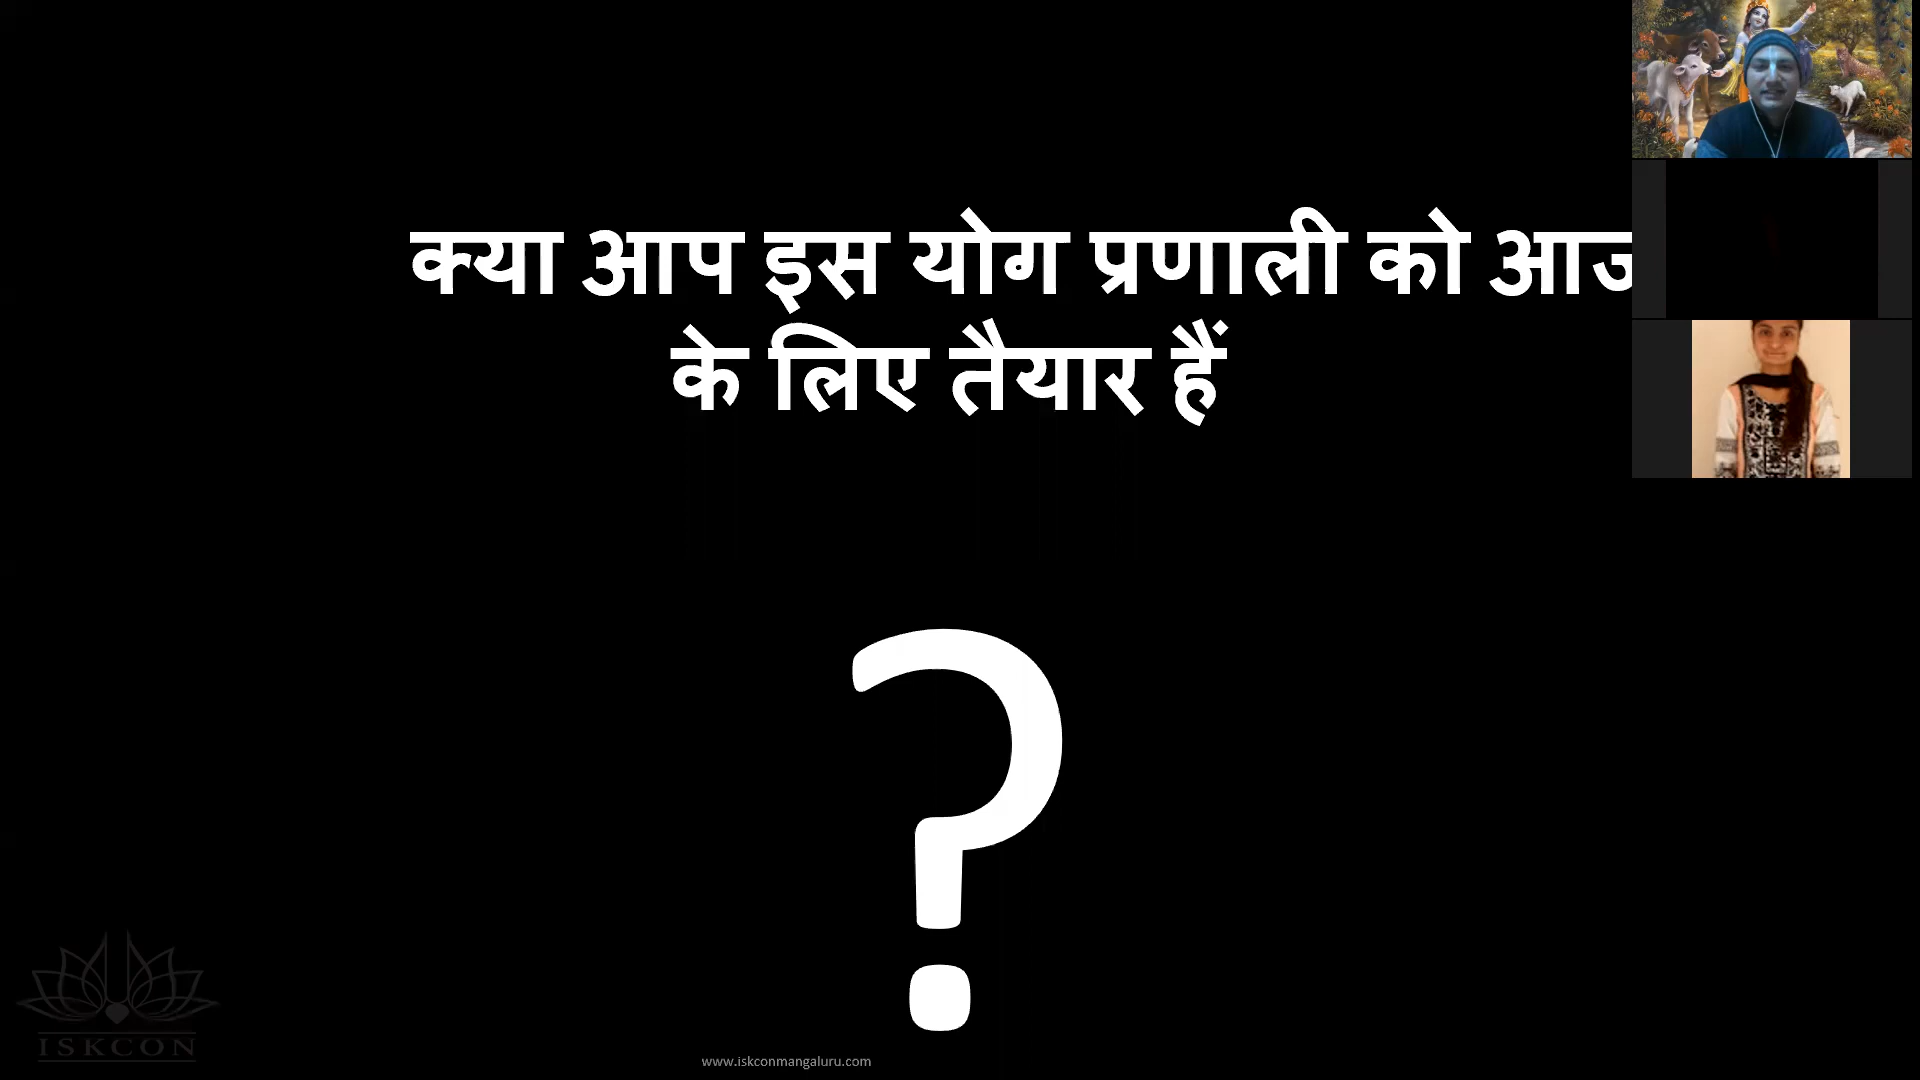 क्या आप इस योग प्रणाली को
के लिए तैयार हैं
?
ISKCON
www.iskconmangaluru.com